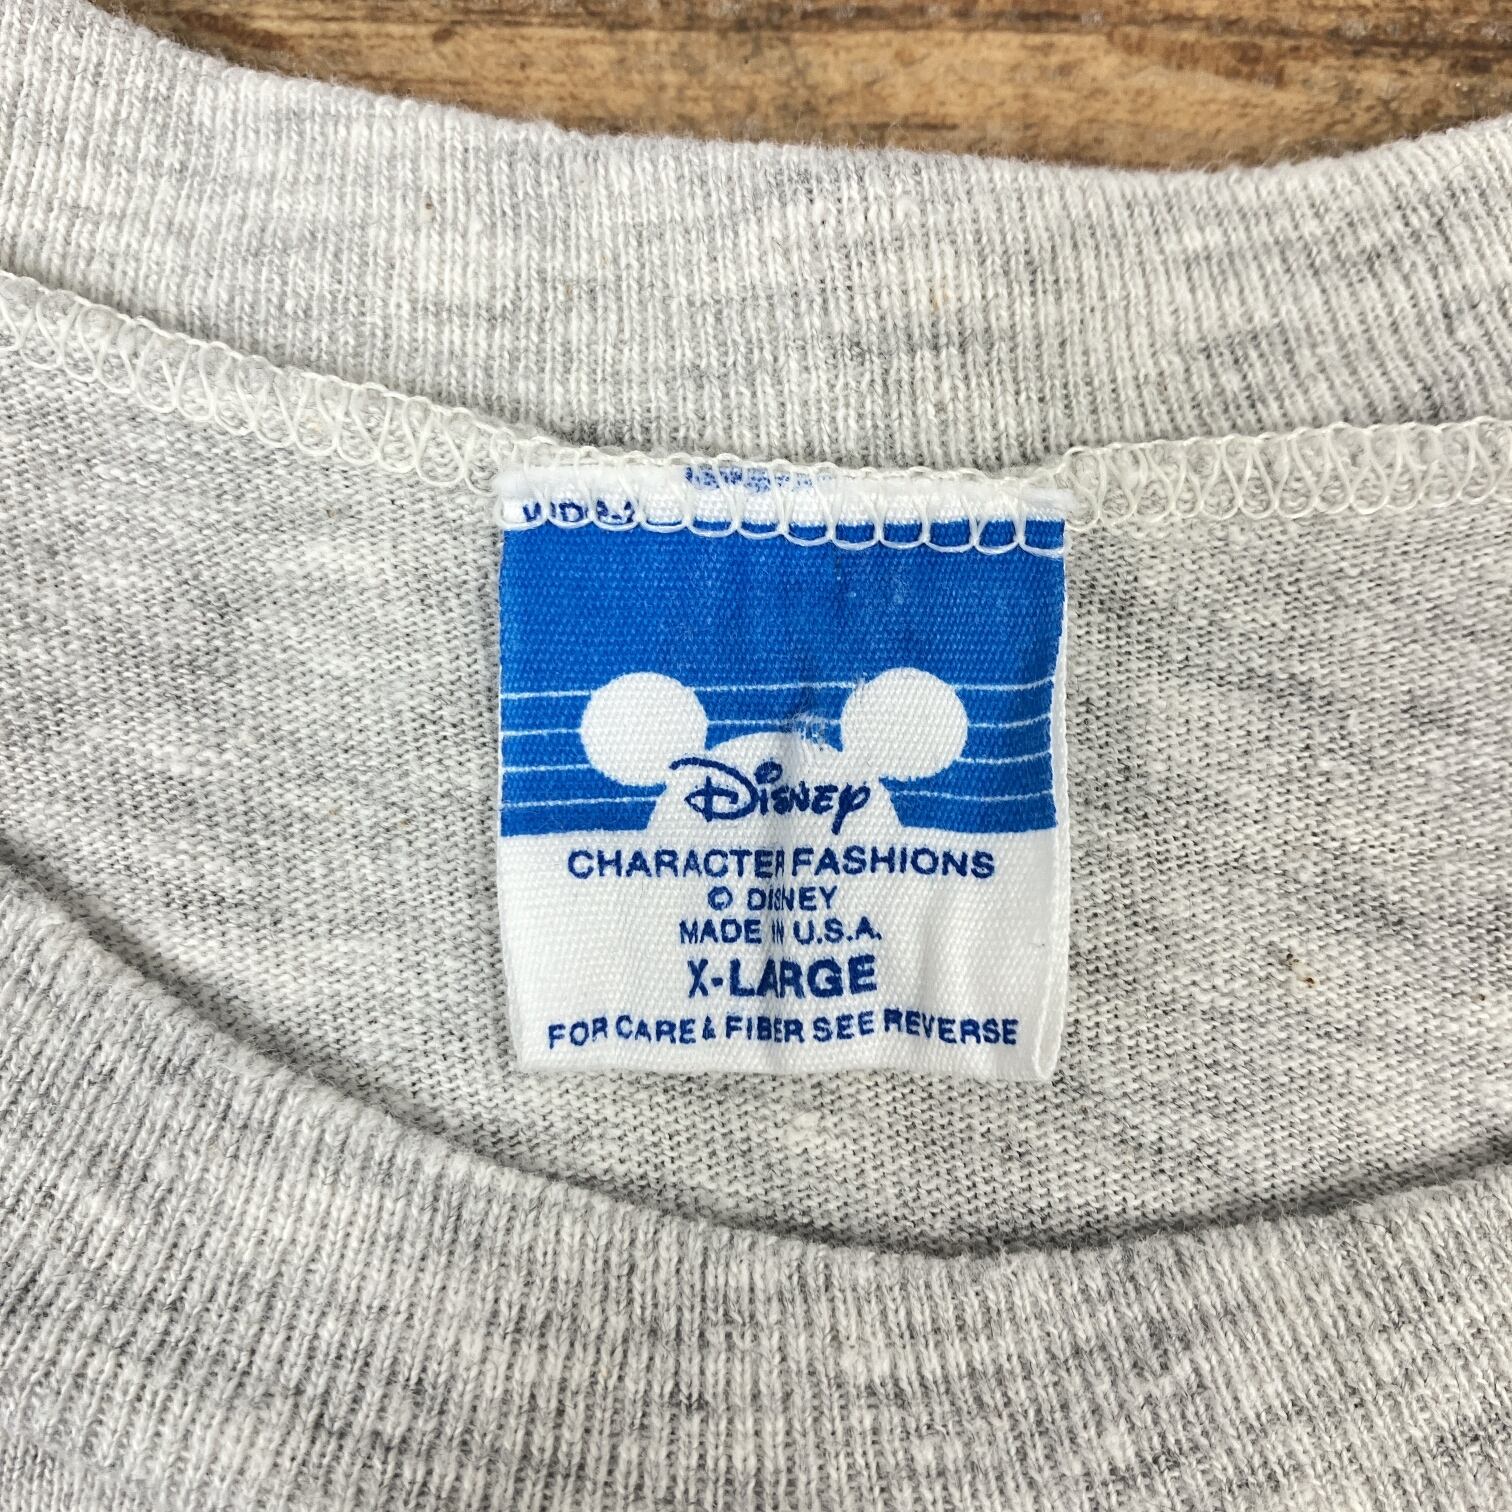 Disney
CHARACTER FASHIONS
© DISNEY
MADE IN U.S.A.
X-LARGE
FOR CARE & FIBER SEE REVERSE